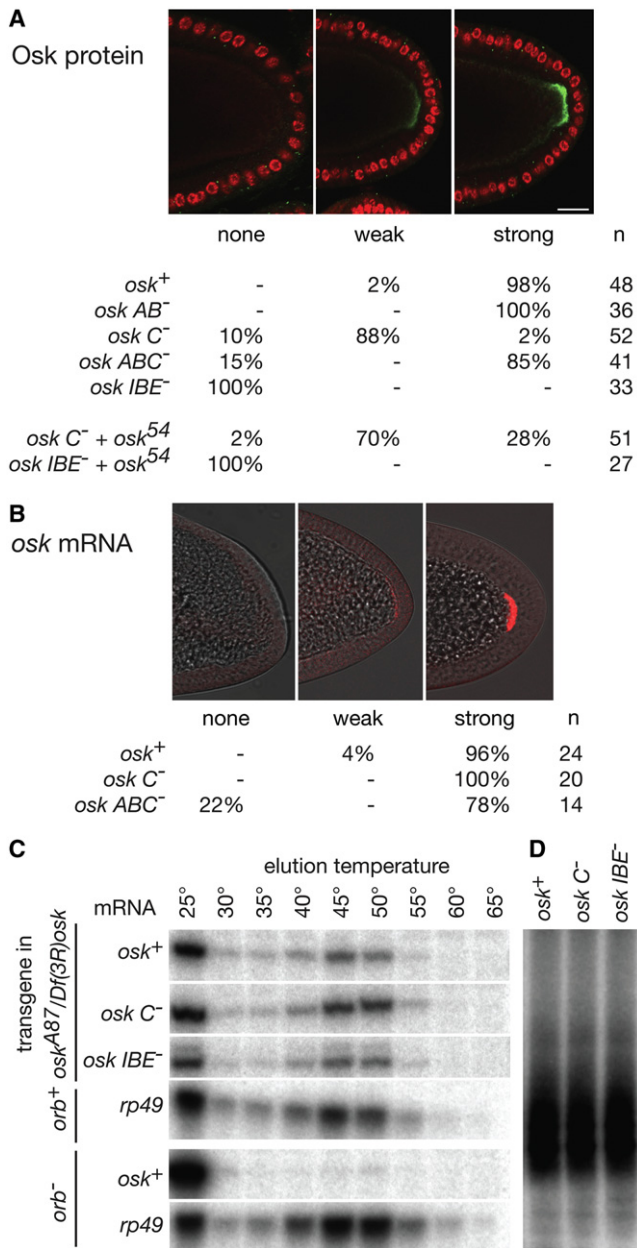 A
Osk protein
none weak strong n
osk+ - 2% 98% 48
osk AB- - - 100% 36
osk C- 10% 88% 2% 52
osk ABC- 15% - 85% 41
osk IBE- 100% - - 33
osk C- + osk54 2% 70% 28% 51
osk IBE- + osk54 100% - - 27
B
osk mRNA
none weak strong n
osk+ - 4% 96% 24
osk C- - - 100% 20
osk ABC- 22% - 78% 14
C
elution temperature
mRNA 25° 30° 35° 40° 45° 50° 55° 60° 65°
transgene in
oskA87/Df(3R)osk
osk+
osk C-
osk IBE-
orb+
rp49
orb-
osk+
rp49
D
osk+ osk C- osk IBE-